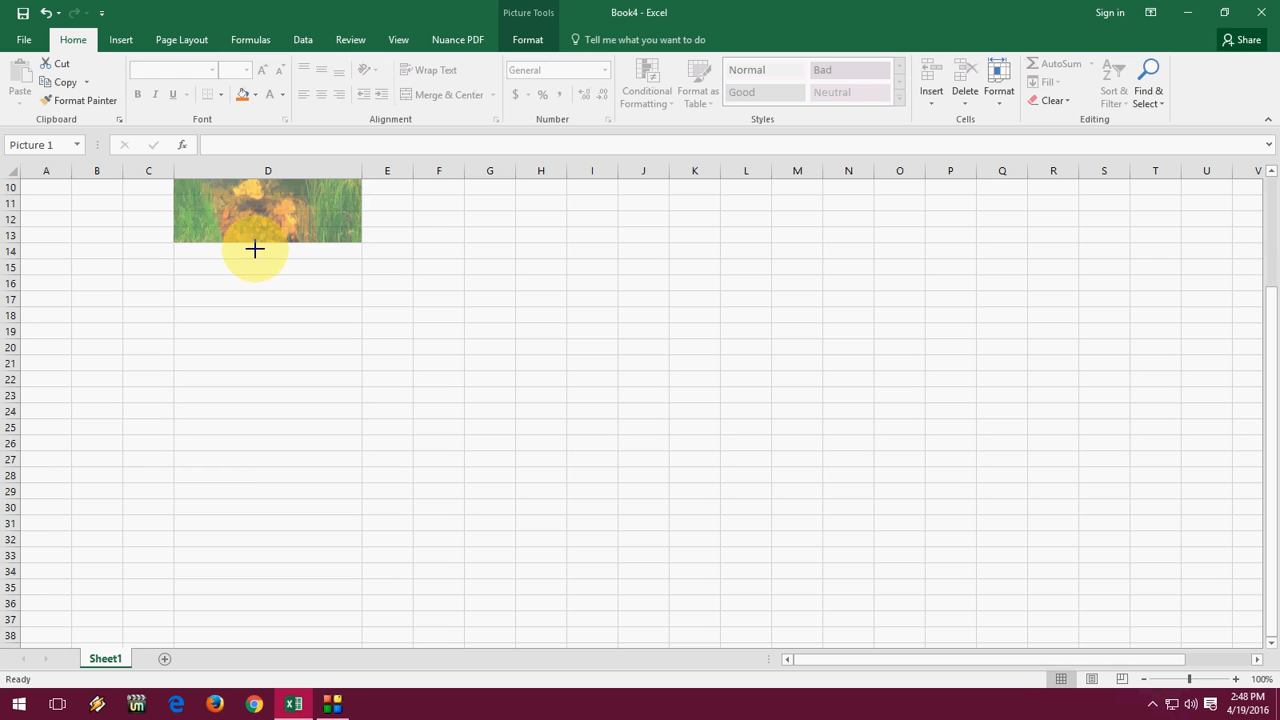 Picture Tools
Book4 - Excel
Sign in
File Home Insert Page Layout Formulas Data Review View Nuance PDF Format Tell me what you want to do Share
Paste
Cut
Copy
Format Painter
Clipboard
B I U A
Font
Wrap Text
Merge & Center
Alignment
General
$ % ,
Number
Conditional Formatting
Format as Table
Normal Bad
Good Neutral
Styles
Insert Delete Format
Cells
AutoSum
Fill
Clear
Sort & Filter
Find & Select
Editing
Picture 1 fx
A B C D E F G H I J K L M N O P Q R S T U V
10
11
12
13
14
15
16
17
18
19
20
21
22
23
24
25
26
27
28
29
30
31
32
33
34
35
36
37
38
Sheet1
Ready 100%
2:48 PM
4/19/2016